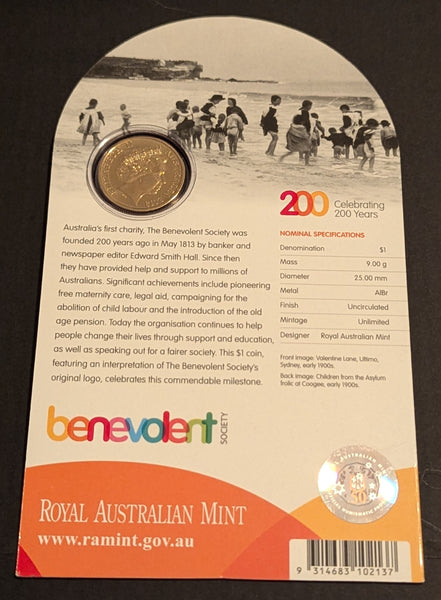 200 Celebrating
200 Years
Australia's first charity, The Benevolent Society was
founded 200 years ago in May 1813 by banker and
newspaper editor Edward Smith Hall. Since then
they have provided help and support to millions of
Australians. Significant achievements include pioneering
free maternity care, legal aid, campaigning for the
abolition of child labour and the introduction of the old
age pension. Today the organisation continues to help
people change their lives through support and education,
as well as speaking out for a fairer society. This $1 coin,
featuring an interpretation of The Benevolent Society's
original logo, celebrates this commendable milestone.
NOMINAL SPECIFICATIONS
Denomination $1
Mass 9.00 g
Diameter 25.00 mm
Metal AlBr
Finish Uncirculated
Mintage Unlimited
Designer Royal Australian Mint
Front image: Valentine Lane, Ultimo,
Sydney, early 1900s.
Back image: Children from the Asylum
frolic at Coogee, early 1900s.
benevolent
SOCIETY
ROYAL AUSTRALIAN MINT
www.ramint.gov.au
9 314683 102137